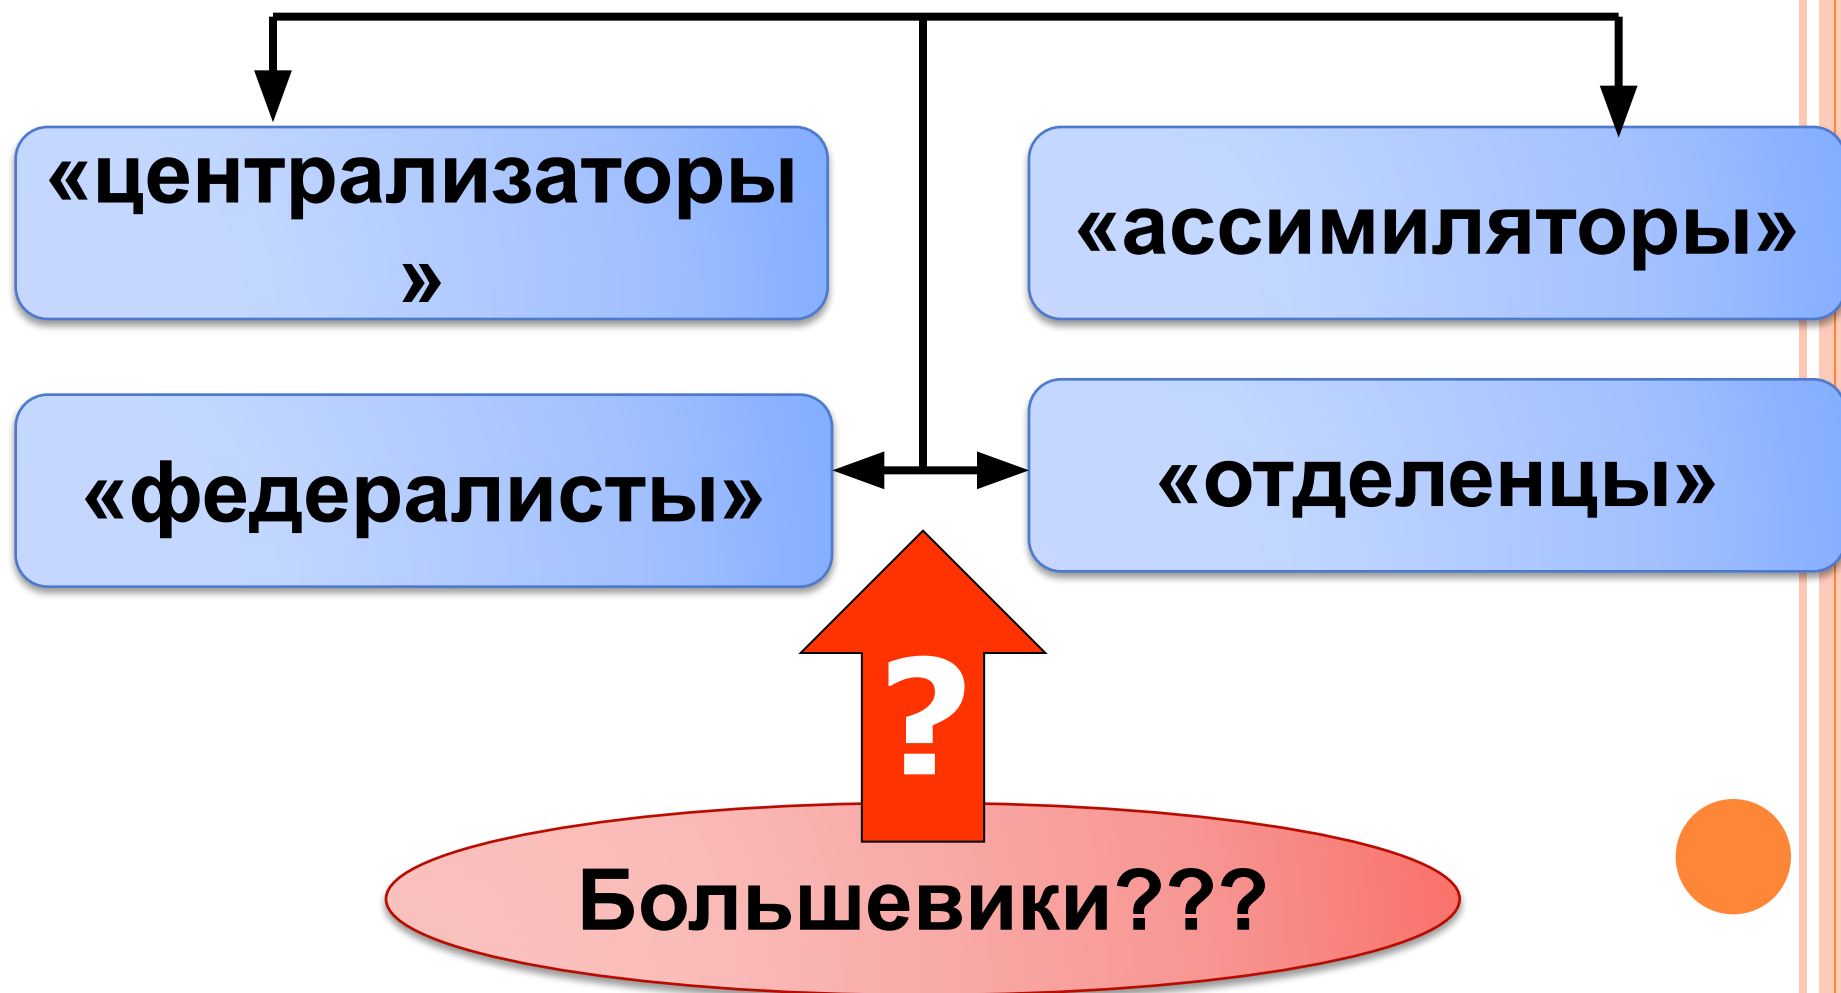 «централизаторы
»
«ассимиляторы»
«федералисты»
«отделенцы»
?
Большевики???